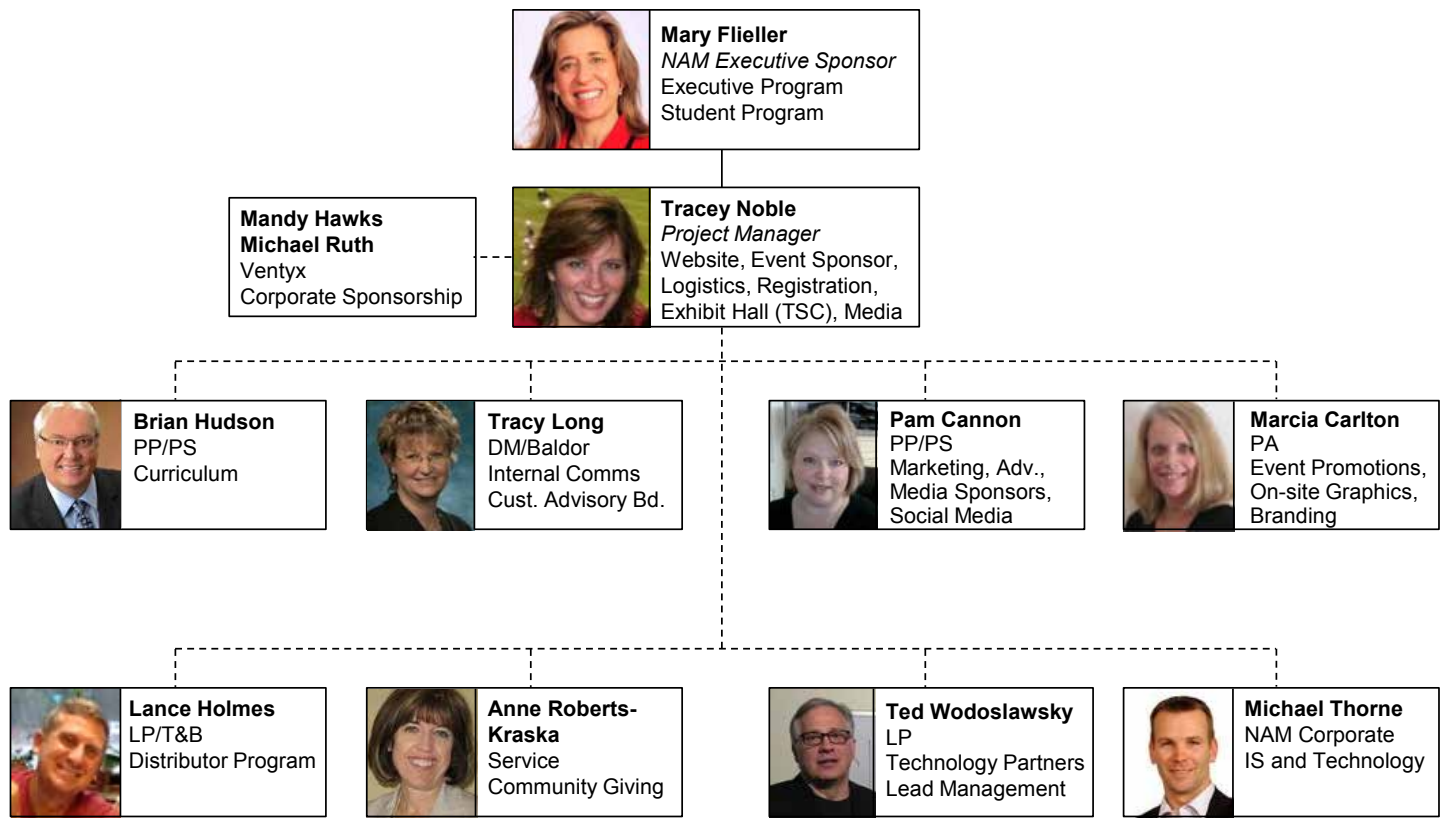 Mary Flieller
NAM Executive Sponsor
Executive Program
Student Program
Mandy Hawks
Michael Ruth
Ventyx
Corporate Sponsorship
Tracey Noble
Project Manager
Website, Event Sponsor,
Logistics, Registration,
Exhibit Hall (TSC), Media
Brian Hudson
PP/PS
Curriculum
Tracy Long
DM/Baldor
Internal Comms
Cust. Advisory Bd.
Pam Cannon
PP/PS
Marketing, Adv.,
Media Sponsors,
Social Media
Marcia Carlton
PA
Event Promotions,
On-site Graphics,
Branding
Lance Holmes
LP/T&B
Distributor Program
Anne Roberts-
Kraska
Service
Community Giving
Ted Wodoslawsky
LP
Technology Partners
Lead Management
Michael Thorne
NAM Corporate
IS and Technology